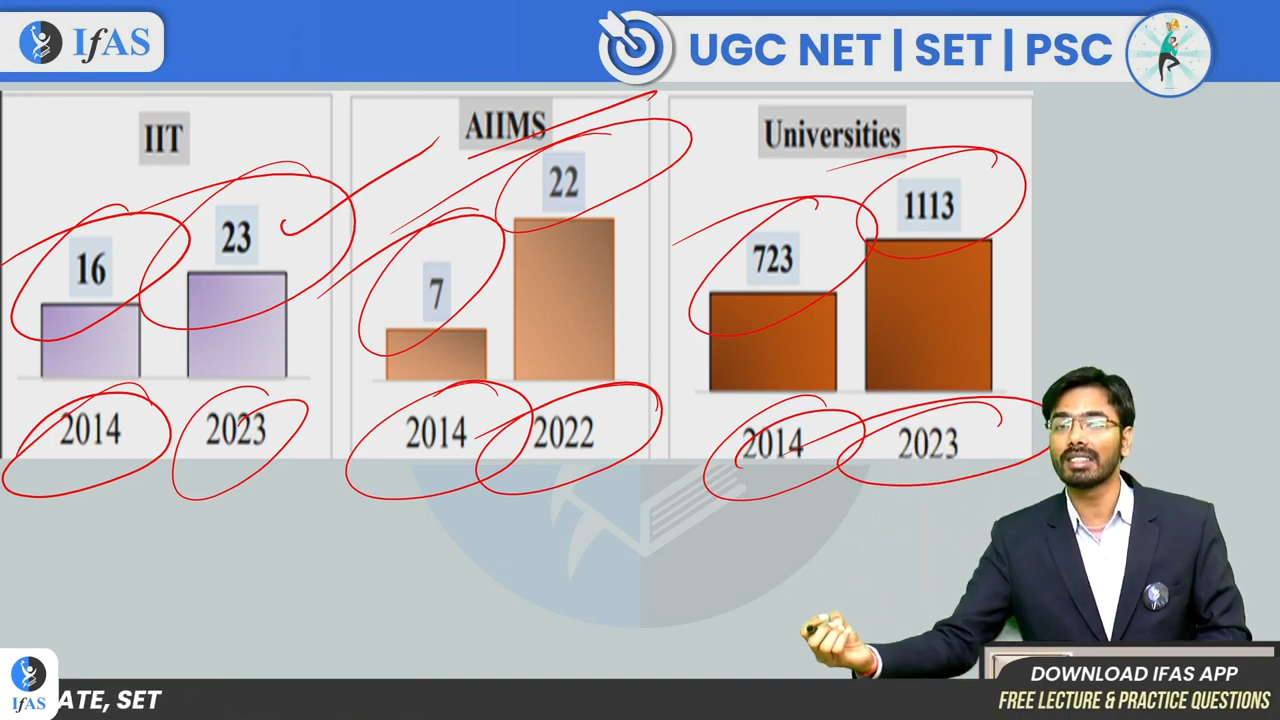 IfAS
UGC NET | SET | PSC
IIT
AIIMS
Universities
16
23
7
22
723
1113
2014
2023
2014
2022
2014
2023
IfAS
DOWNLOAD IFAS APP
FREE LECTURE & PRACTICE QUESTIONS
IfAS
ATE, SET